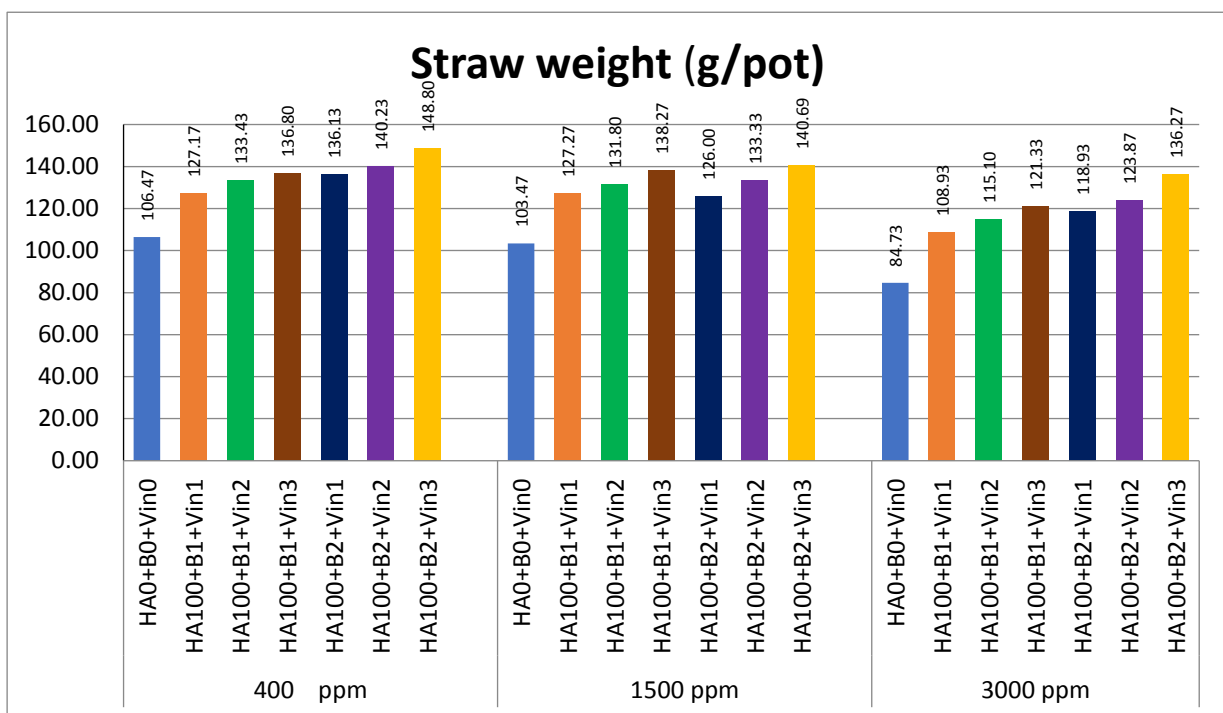 Straw weight (g/pot)
160.00
140.00
120.00
100.00
80.00
60.00
40.00
20.00
0.00
106.47
127.17
133.43
136.80
136.13
140.23
148.80
103.47
127.27
131.80
138.27
126.00
133.33
140.69
84.73
108.93
115.10
121.33
118.93
123.87
136.27
HA0+B0+Vin0
HA100+B1+Vin1
HA100+B1+Vin2
HA100+B1+Vin3
HA100+B2+Vin1
HA100+B2+Vin2
HA100+B2+Vin3
HA0+B0+Vin0
HA100+B1+Vin1
HA100+B1+Vin2
HA100+B1+Vin3
HA100+B2+Vin1
HA100+B2+Vin2
HA100+B2+Vin3
HA0+B0+Vin0
HA100+B1+Vin1
HA100+B1+Vin2
HA100+B1+Vin3
HA100+B2+Vin1
HA100+B2+Vin2
HA100+B2+Vin3
400 ppm
1500 ppm
3000 ppm